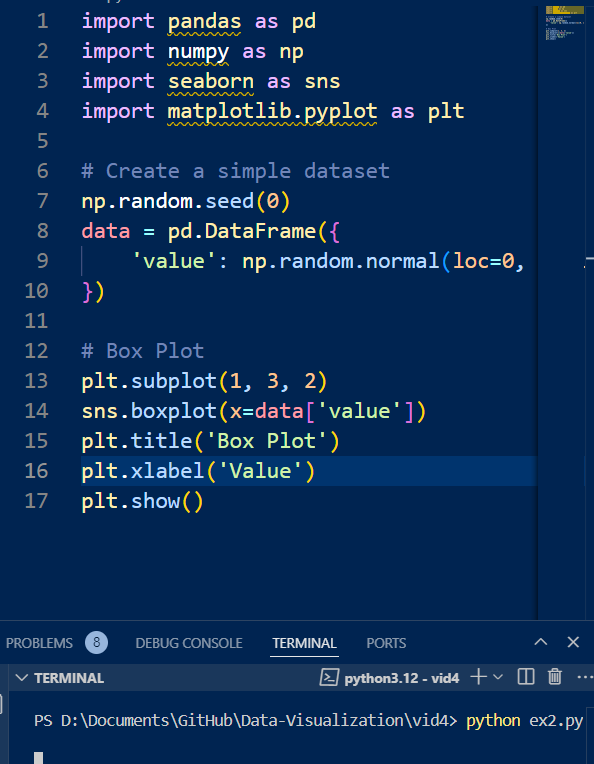 1 import pandas as pd
2 import numpy as np
3 import seaborn as sns
4 import matplotlib.pyplot as plt
5
6 # Create a simple dataset
7 np.random.seed(0)
8 data = pd.DataFrame({
9     'value': np.random.normal(loc=0,
10 })
11
12 # Box Plot
13 plt.subplot(1, 3, 2)
14 sns.boxplot(x=data['value'])
15 plt.title('Box Plot')
16 plt.xlabel('Value')
17 plt.show()
PROBLEMS 8 DEBUG CONSOLE TERMINAL PORTS
TERMINAL python3.12 - vid4
PS D:\Documents\GitHub\Data-Visualization\vid4> python ex2.py